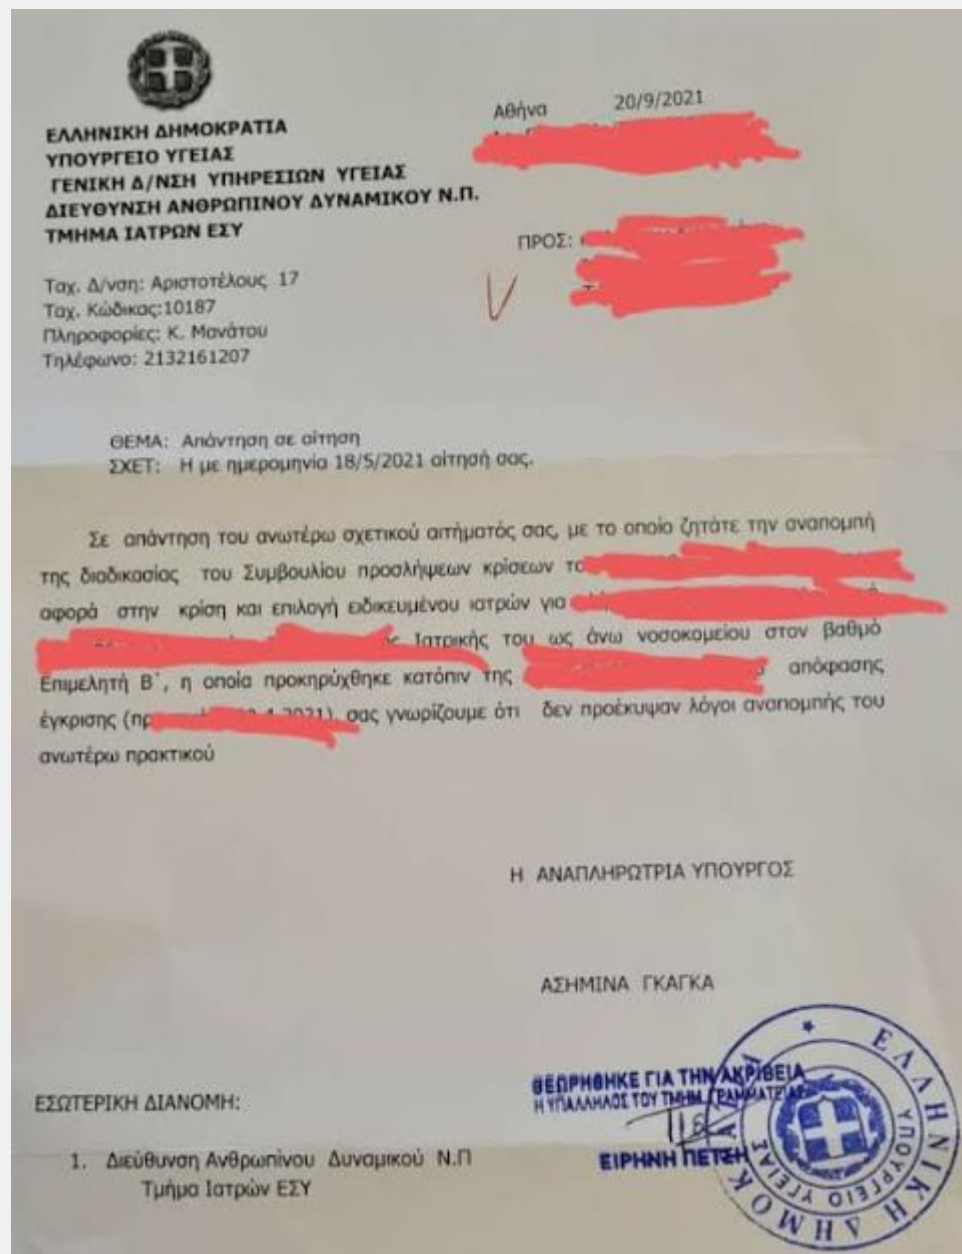 ΕΛΛΗΝΙΚΗ ΔΗΜΟΚΡΑΤΙΑ
ΥΠΟΥΡΓΕΙΟ ΥΓΕΙΑΣ
ΓΕΝΙΚΗ Δ/ΝΣΗ ΥΠΗΡΕΣΙΩΝ ΥΓΕΙΑΣ
ΔΙΕΥΘΥΝΣΗ ΑΝΘΡΩΠΙΝΟΥ ΔΥΝΑΜΙΚΟΥ Ν.Π.
ΤΜΗΜΑ ΙΑΤΡΩΝ ΕΣΥ
Ταχ. Δ/νση: Αριστοτέλους 17
Ταχ. Κώδικας:10187
Πληροφορίες: Κ. Μανάτου
Τηλέφωνο: 2132161207
Αθήνα 20/9/2021
ΠΡΟΣ:
ΘΕΜΑ: Απάντηση σε αίτηση
ΣΧΕΤ: Η με ημερομηνία 18/5/2021 αίτησή σας.
Σε απάντηση του ανωτέρω σχετικού αιτήματός σας, με το οποίο ζητάτε την αναπομπή
της διαδικασίας του Συμβουλίου προσλήψεων κρίσεων
αφορά στην κρίση και επιλογή ειδικευμένου ιατρών για
Ιατρικής του ως άνω νοσοκομείου στον βαθμό
Επιμελητή Β΄, η οποία προκηρύχθηκε κατόπιν της απόφασης
έγκρισης σας γνωρίζουμε ότι δεν προέκυψαν λόγοι αναπομπής του
ανωτέρω πρακτικού
Η ΑΝΑΠΛΗΡΩΤΡΙΑ ΥΠΟΥΡΓΟΣ
ΑΣΗΜΙΝΑ ΓΚΑΓΚΑ
ΘΕΩΡΗΘΗΚΕ ΓΙΑ ΤΗΝ ΑΚΡΙΒΕΙΑ
Η ΥΠΑΛΛΗΛΟΣ ΤΟΥ ΤΜΗΜ. ΓΡΑΜΜΑΤΕΙΑΣ
ΕΙΡΗΝΗ ΠΕΤΣΗ
ΕΛΛΗΝΙΚΗ ΔΗΜΟΚΡΑΤΙΑ
ΥΠΟΥΡΓΕΙΟ ΥΓΕΙΑΣ
ΕΣΩΤΕΡΙΚΗ ΔΙΑΝΟΜΗ:
1. Διεύθυνση Ανθρωπίνου Δυναμικού Ν.Π
Τμήμα Ιατρών ΕΣΥ